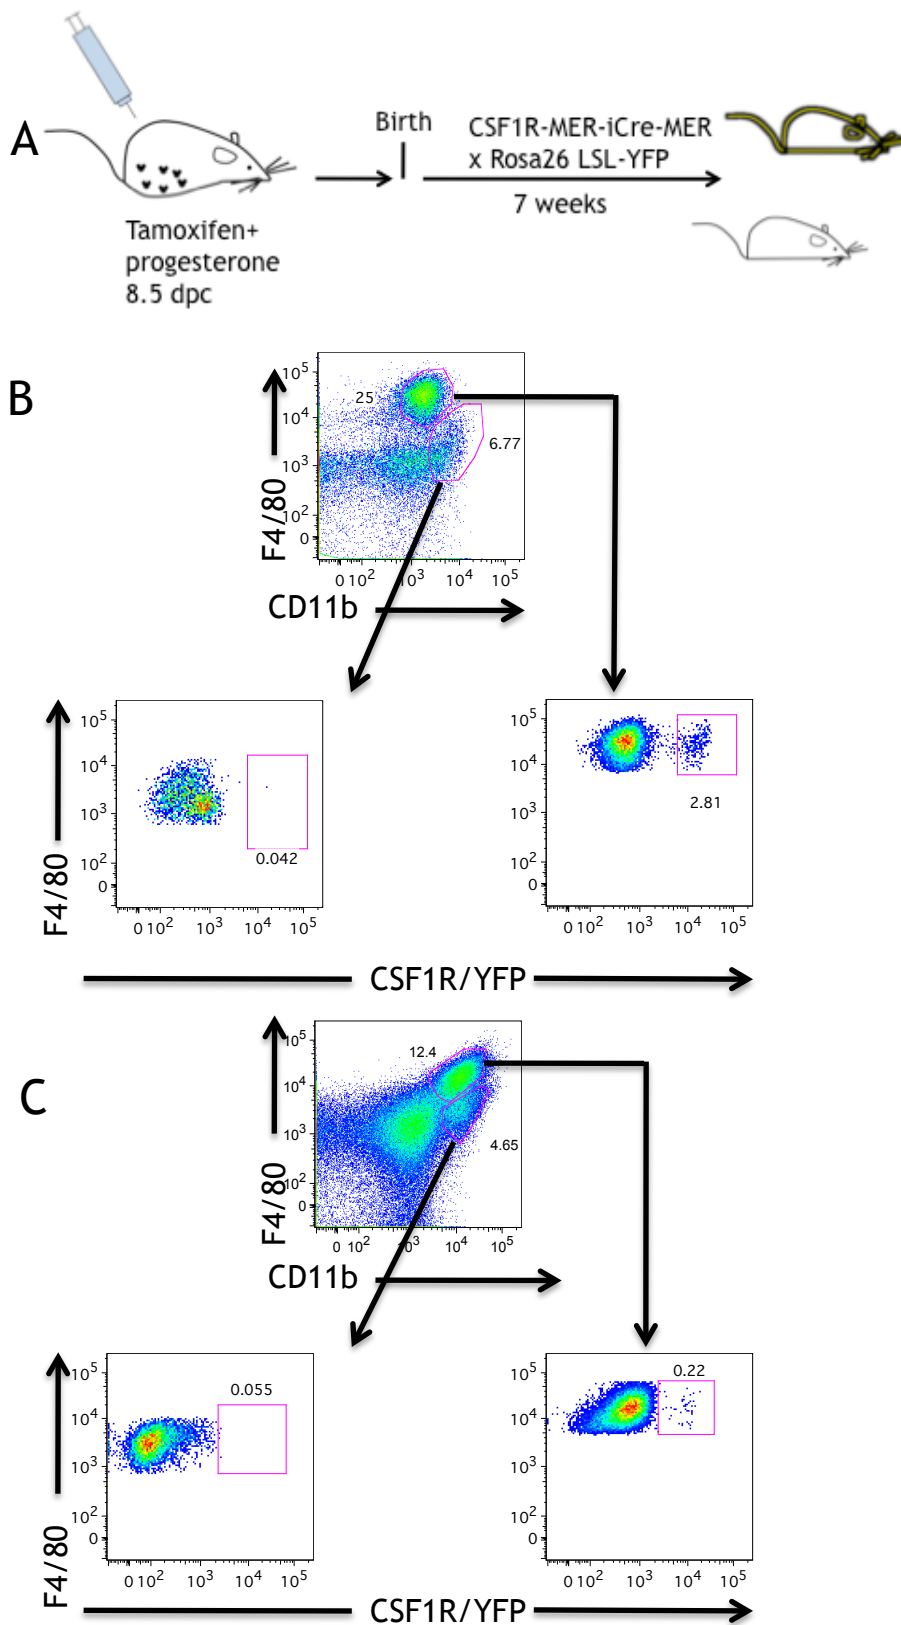 A
Birth
CSF1R-MER-iCre-MER
x Rosa26 LSL-YFP
7 weeks
Tamoxifen+
progesterone
8.5 dpc
B
F4/80
10⁵
10⁴
10³
10²
0
25
6.77
0 10² 10³ 10⁴ 10⁵
CD11b
F4/80
10⁵
10⁴
10³
10²
0
0.042
0 10² 10³ 10⁴ 10⁵
10⁵
10⁴
10³
10²
0
2.81
0 10² 10³ 10⁴ 10⁵
CSF1R/YFP
C
F4/80
10⁵
10⁴
10³
10²
0
12.4
4.65
0 10² 10³ 10⁴ 10⁵
CD11b
F4/80
10⁵
10⁴
10³
10²
0
0.055
0 10² 10³ 10⁴ 10⁵
10⁵
10⁴
10³
10²
0
0.22
0 10² 10³ 10⁴ 10⁵
CSF1R/YFP